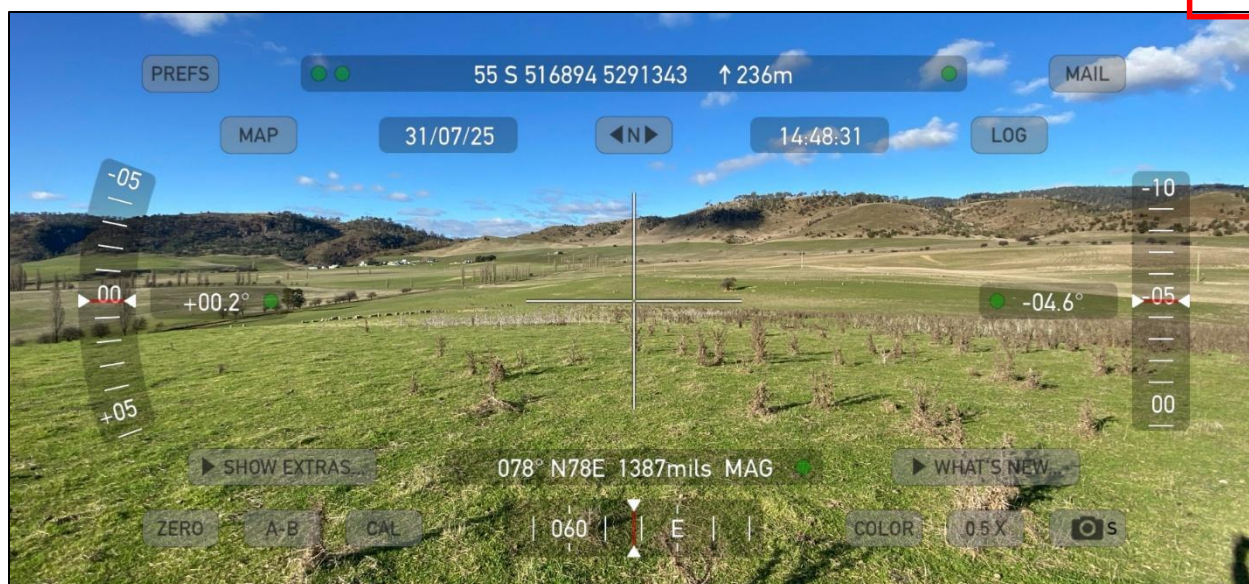 PREFS 55 S 516894 5291343 ↑ 236m MAIL
MAP 31/07/25 ◀N▶ 14:48:31 LOG
-05 -10
00 +00.2° -04.6° -05
+05 00
▶ SHOW EXTRAS... 078° N78E 1387mils MAG ▶ WHAT'S NEW...
ZERO A-B CAL 060 E COLOR 0.5 X S